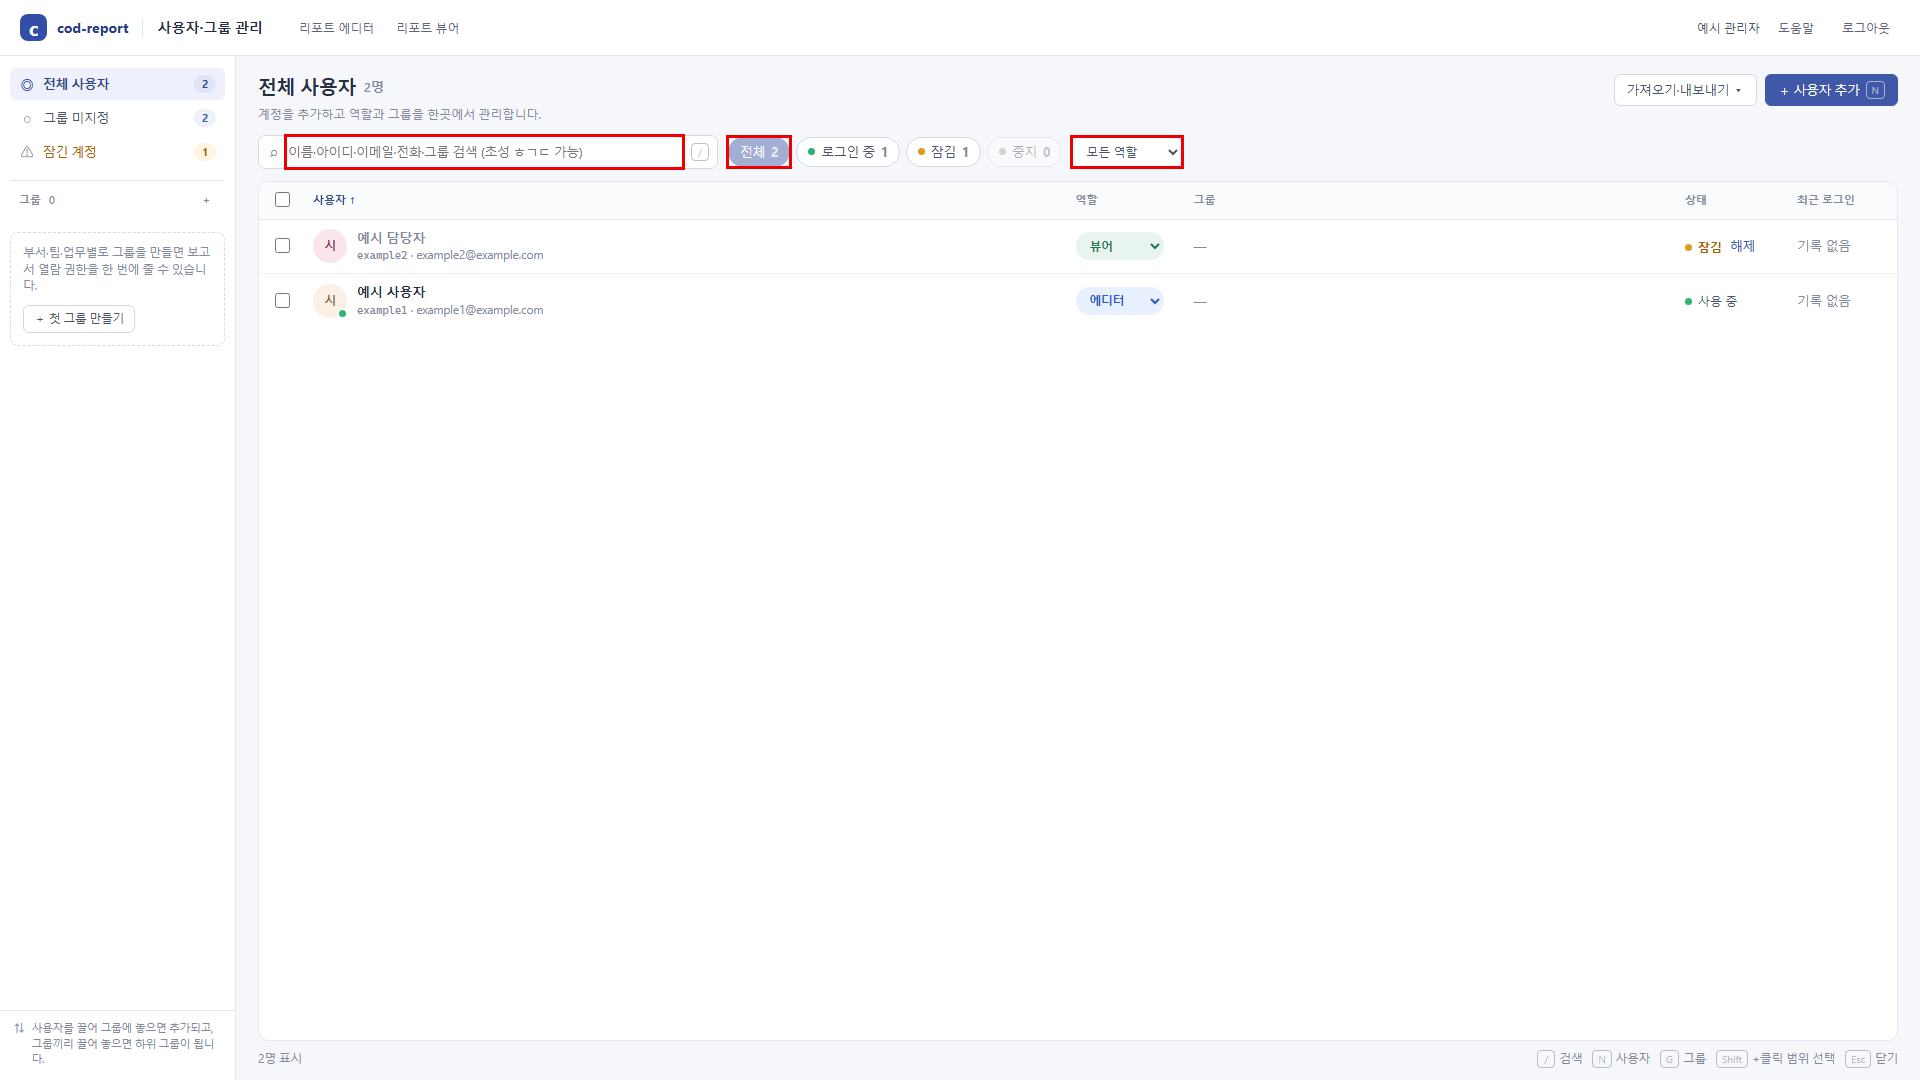 c cod-report 사용자·그룹 관리 리포트 에디터 리포트 뷰어 예시 관리자 도움말 로그아웃
전체 사용자 2
그룹 미지정 2
잠긴 계정 1
그룹 0 +
부서·팀·업무별로 그룹을 만들면 보고
서 열람 권한을 한 번에 줄 수 있습니
다.
+ 첫 그룹 만들기
사용자를 끌어 그룹에 놓으면 추가되고,
그룹끼리 끌어 놓으면 하위 그룹이 됩니
다.
전체 사용자 2명
계정을 추가하고 역할과 그룹을 한곳에서 관리합니다.
가져오기·내보내기 + 사용자 추가 N
이름·아이디·이메일·전화·그룹 검색 (초성 ㅎㄱㄷ 가능) / 전체 2 로그인 중 1 잠김 1 중지 0 모든 역할
사용자 ↑ 역할 그룹 상태 최근 로그인
시 예시 담당자 뷰어 — 잠김 해제 기록 없음
example2 · example2@example.com
시 예시 사용자 에디터 — 사용 중 기록 없음
example1 · example1@example.com
2명 표시 / 검색 N 사용자 G 그룹 Shift +클릭 범위 선택 Esc 닫기